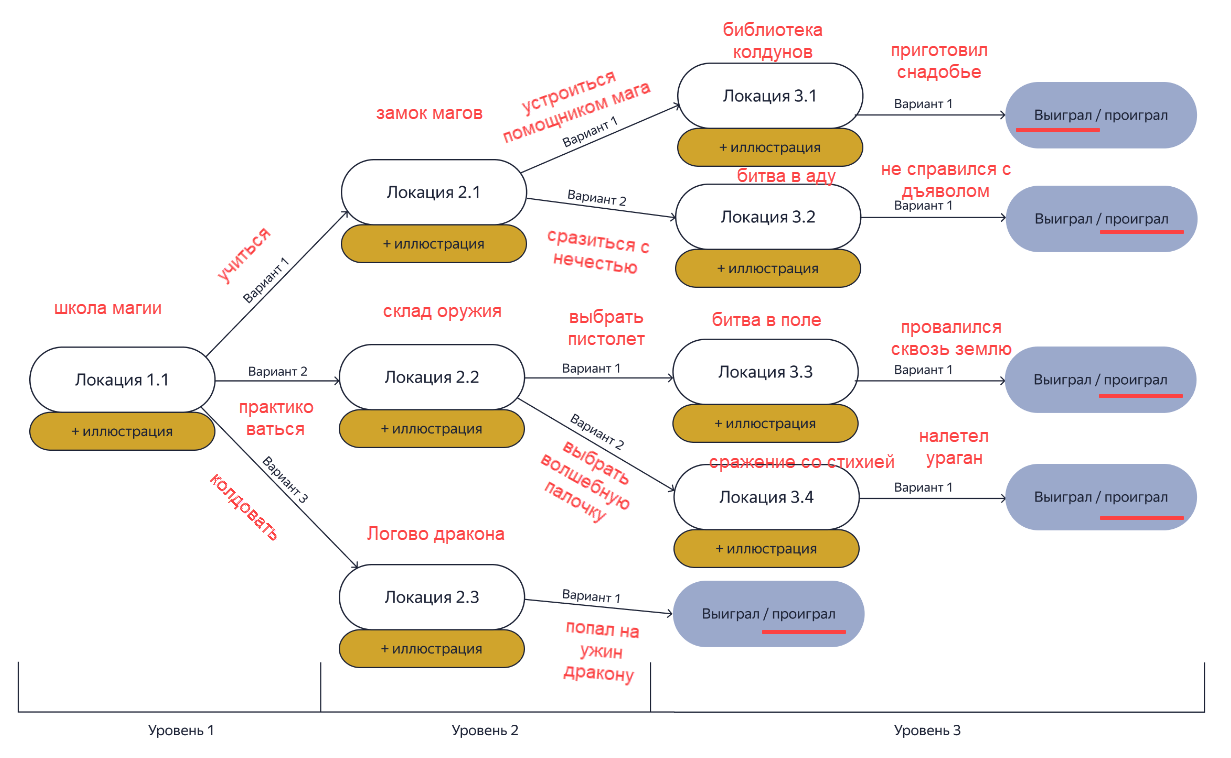 библиотека
колдунов
приготовил
снадобье
Локация 3.1
Вариант 1
Выиграл / проиграл
+ иллюстрация
устроиться
помощником мага
Вариант 1
замок магов
Локация 2.1
+ иллюстрация
Вариант 2
сразиться с
нечестью
битва в аду
Локация 3.2
+ иллюстрация
не справился с
дъяволом
Вариант 1
Выиграл / проиграл
учиться
Вариант 1
школа магии
Локация 1.1
+ иллюстрация
Вариант 2
практико
ваться
Вариант 3
колдовать
склад оружия
Локация 2.2
+ иллюстрация
выбрать
пистолет
Вариант 1
битва в поле
Локация 3.3
+ иллюстрация
провалился
сквозь землю
Вариант 1
Выиграл / проиграл
Вариант 2
выбрать
волшебную
палочку
сражение со стихией
Локация 3.4
+ иллюстрация
налетел
ураган
Вариант 1
Выиграл / проиграл
Логово дракона
Локация 2.3
+ иллюстрация
Вариант 1
попал на
ужин
дракону
Выиграл / проиграл
Уровень 1
Уровень 2
Уровень 3